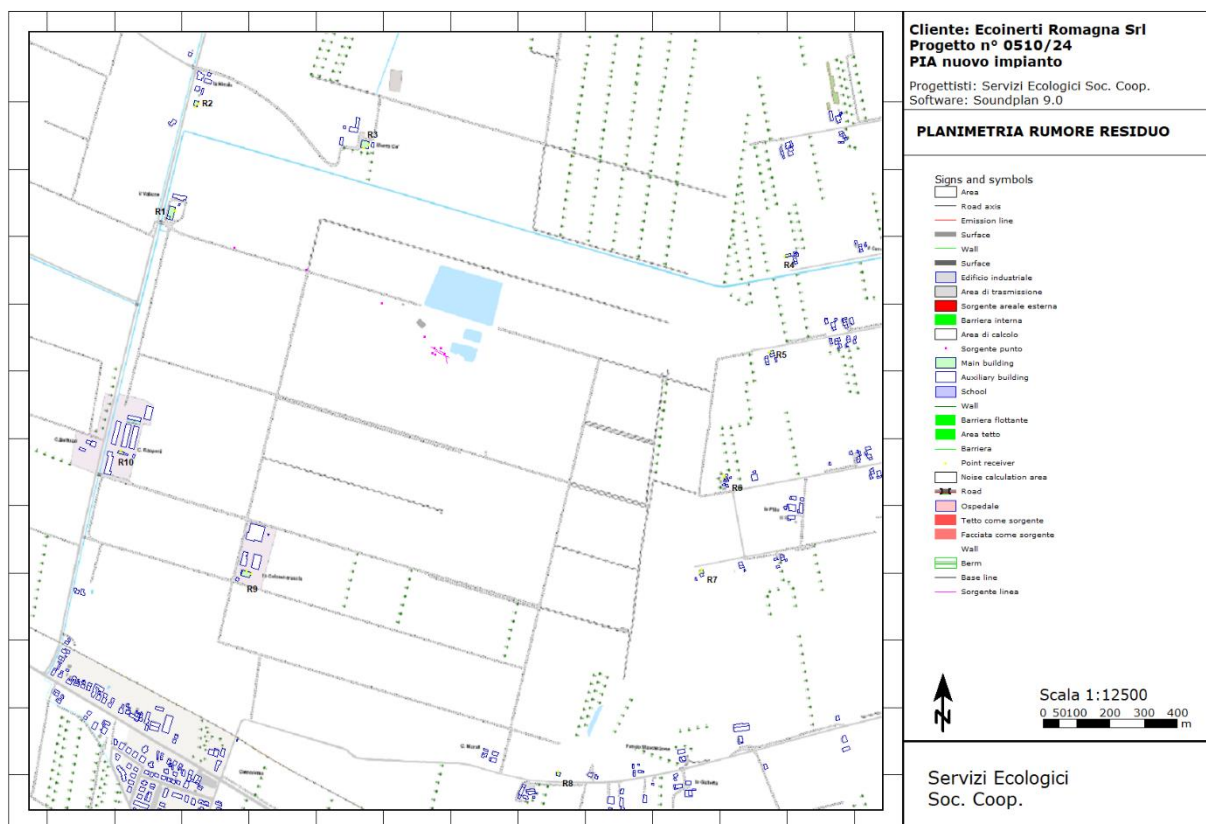 Cliente: Ecoinerti Romagna Srl
Progetto n° 0510/24
PIA nuovo impianto
Progettisti: Servizi Ecologici Soc. Coop.
Software: Soundplan 9.0
PLANIMETRIA RUMORE RESIDUO
Signs and symbols
Area
Road axis
Emission line
Surface
Wall
Surface
Edificio industriale
Area di trasmissione
Sorgente areale esterna
Barriera interna
Area di calcolo
Sorgente punto
Main building
Auxiliary building
School
Wall
Barriera flottante
Area tetto
Barriera
Point receiver
Noise calculation area
Road
Ospedale
Tetto come sorgente
Facciata come sorgente
Wall
Berm
Base line
Sorgente linea
N
Scala 1:12500
0 50100 200 300 400
m
Servizi Ecologici
Soc. Coop.
R2
R3
R1
R4
R5
R10
R6
R9
R7
R8